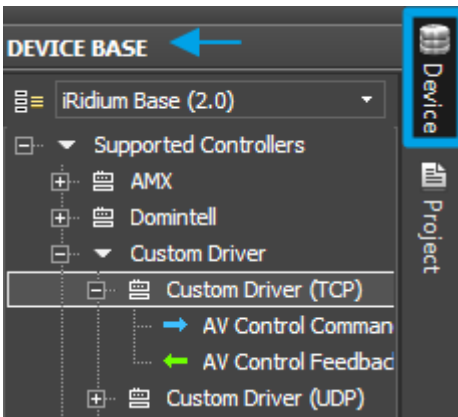 DEVICE BASE
iRidium Base (2.0)
Supported Controllers
AMX
Domintell
Custom Driver
Custom Driver (TCP)
AV Control Comman
AV Control Feedbac
Custom Driver (UDP)
Device
Project